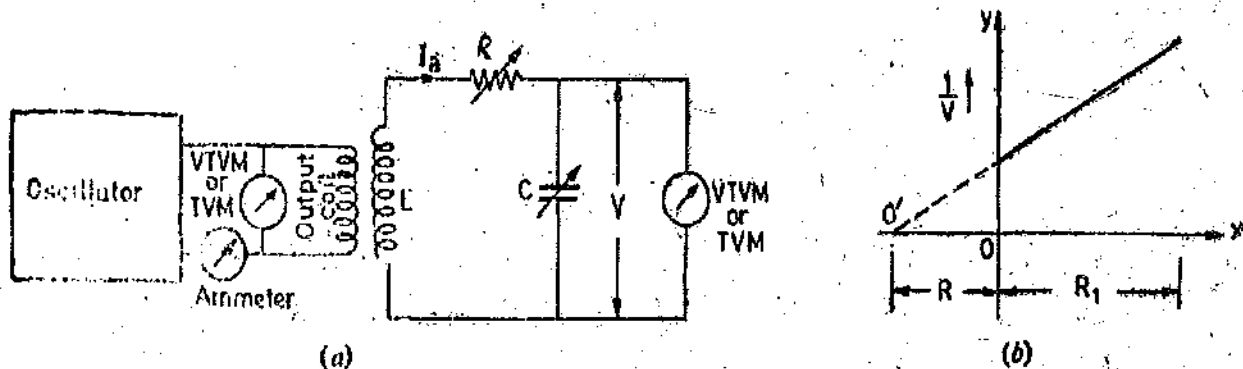 Oscillator
VTVM
or
TVM
Ammeter
Output
Coil
L
Ia
R
C
V
VTVM
or
TVM
(a)
y
1
V
O'
O
x
R
R1
(b)